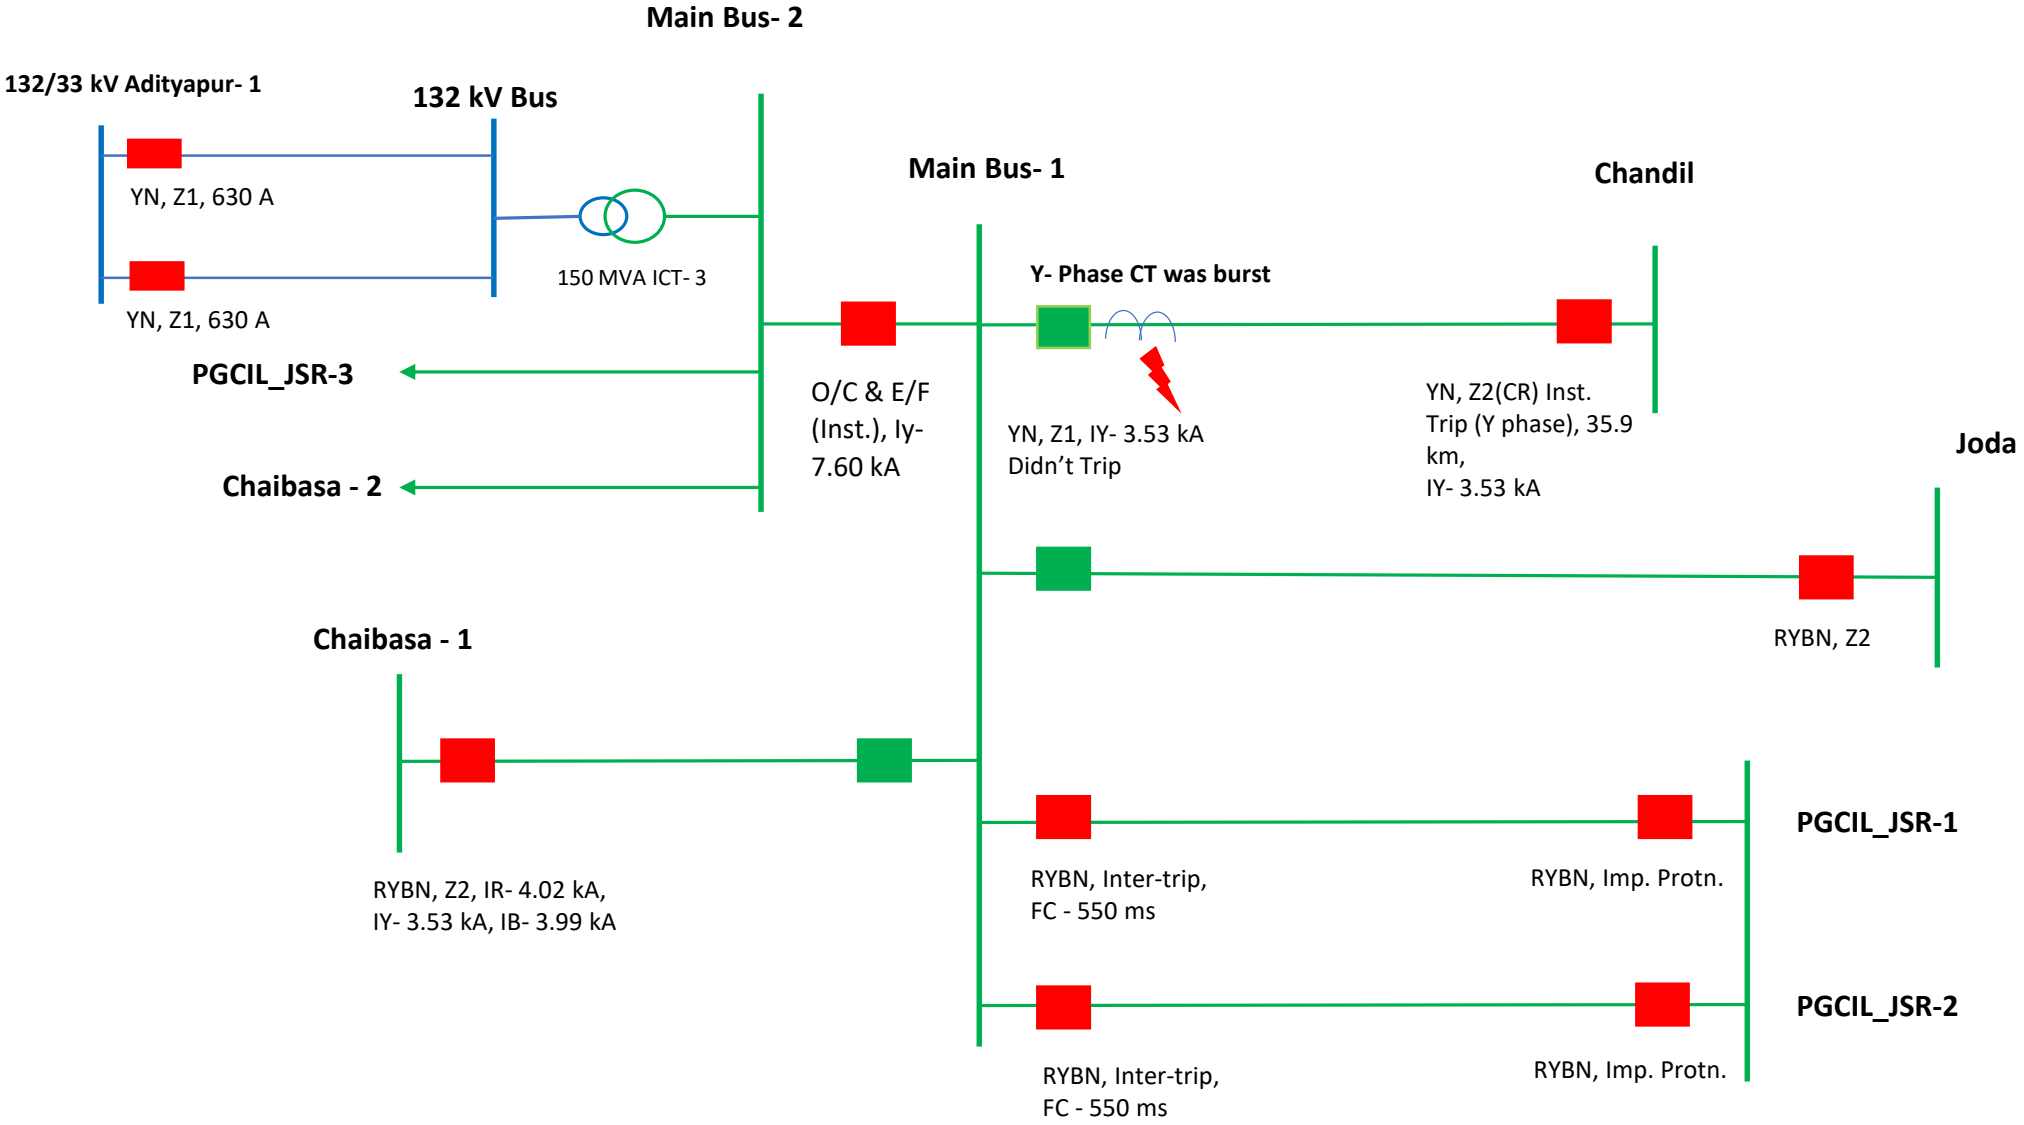 Main Bus- 2
132/33 kV Adityapur- 1
132 kV Bus
YN, Z1, 630 A
150 MVA ICT- 3
YN, Z1, 630 A
PGCIL_JSR-3
Chaibasa - 2
Main Bus- 1
Chandil
Y- Phase CT was burst
O/C & E/F
(Inst.), Iy-
7.60 kA
YN, Z1, IY- 3.53 kA
Didn’t Trip
YN, Z2(CR) Inst.
Trip (Y phase), 35.9
km,
IY- 3.53 kA
Joda
RYBN, Z2
Chaibasa - 1
RYBN, Z2, IR- 4.02 kA,
IY- 3.53 kA, IB- 3.99 kA
PGCIL_JSR-1
RYBN, Inter-trip,
FC - 550 ms
RYBN, Imp. Protn.
PGCIL_JSR-2
RYBN, Inter-trip,
FC - 550 ms
RYBN, Imp. Protn.